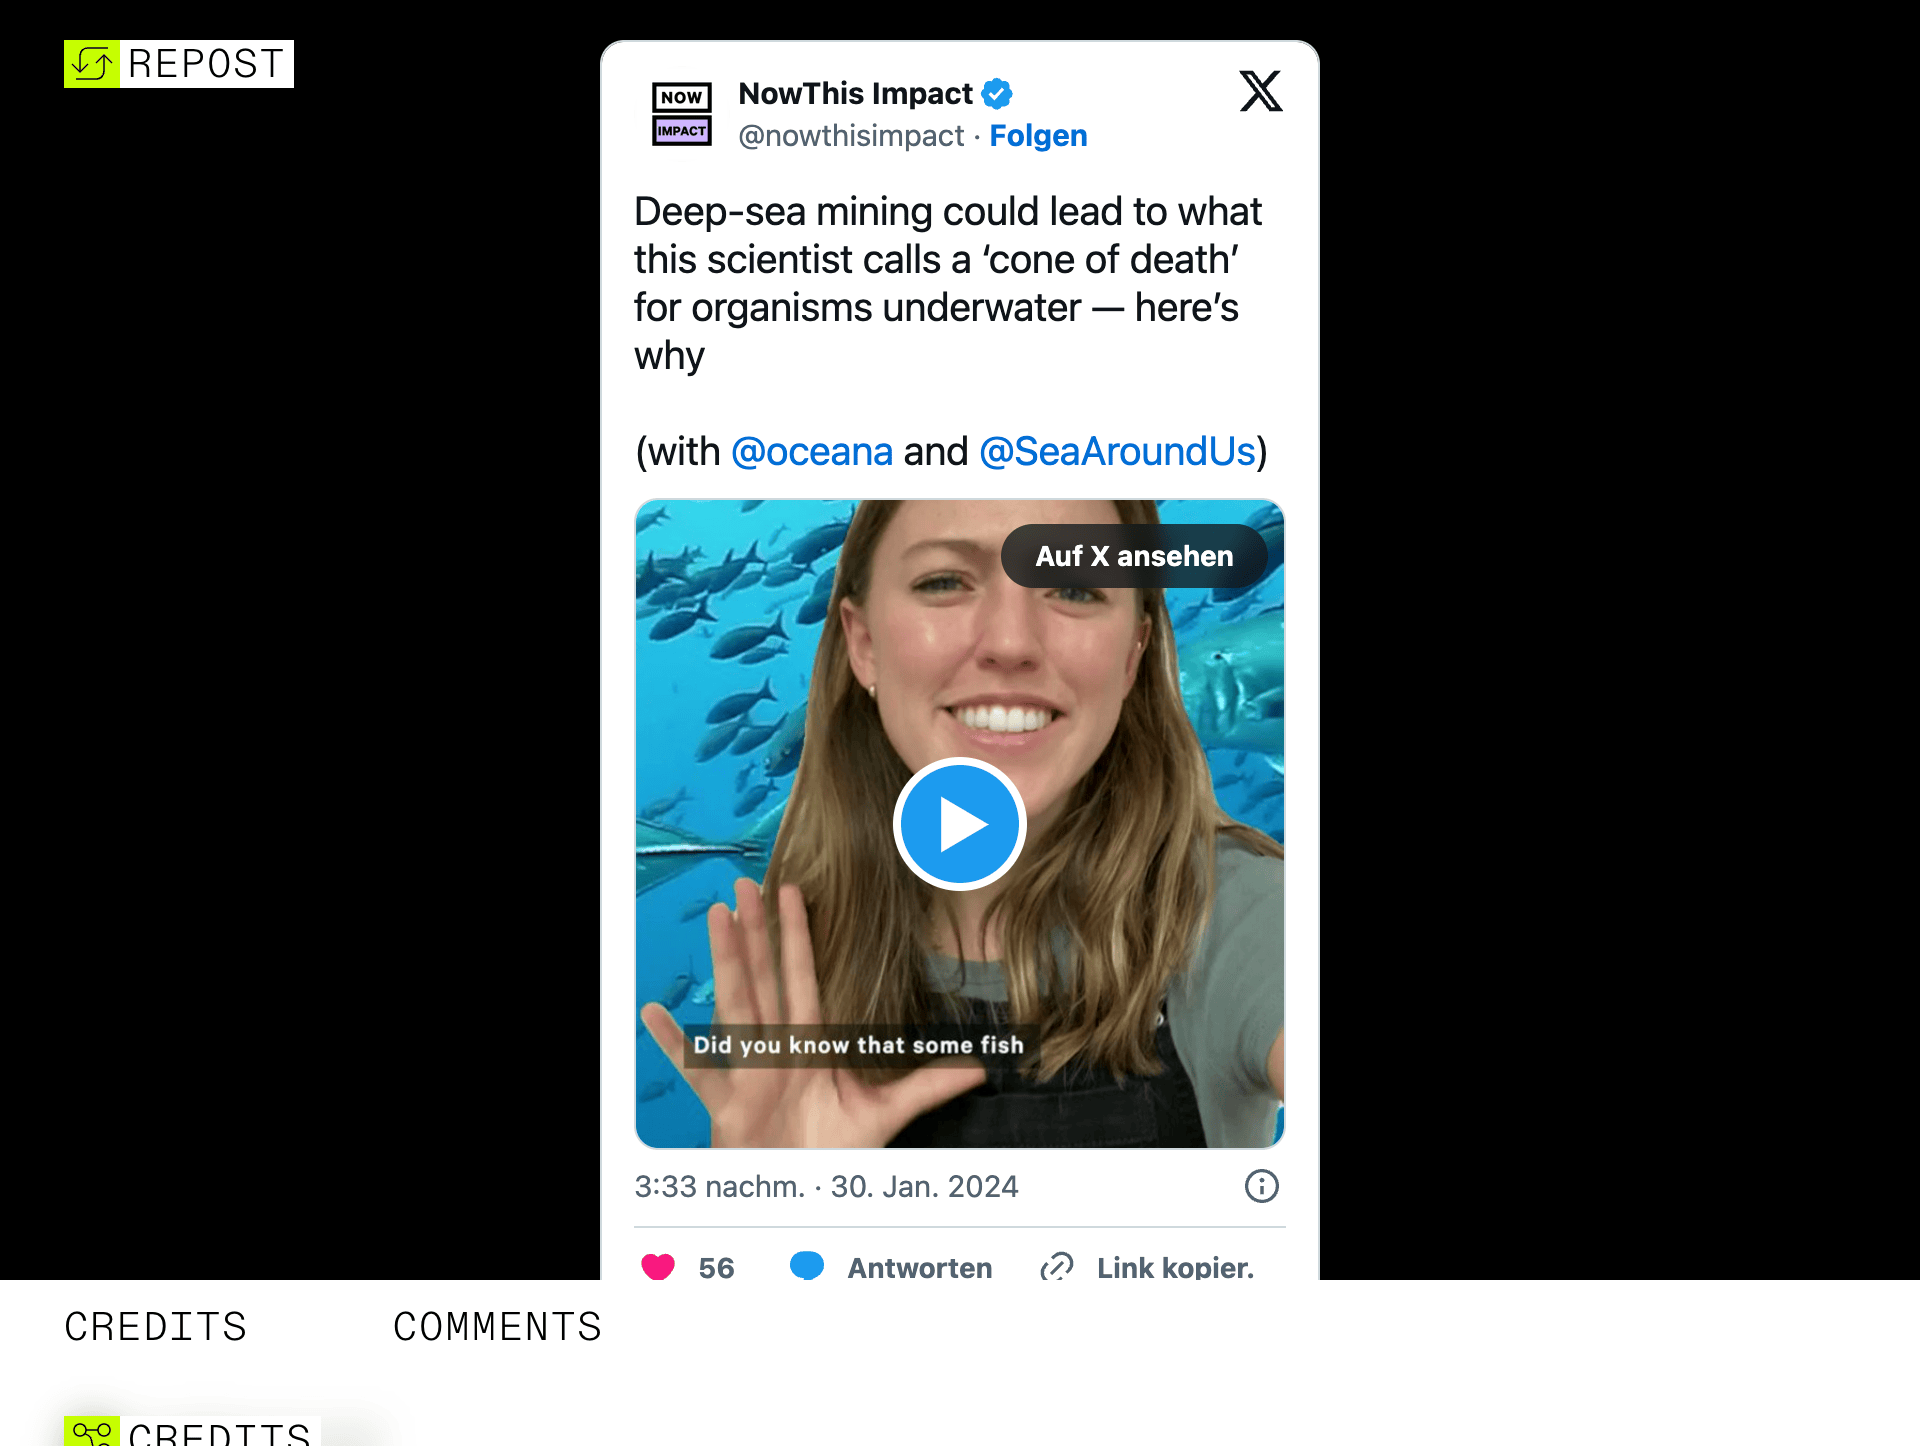 REPOST
NOW
IMPACT
NowThis Impact
@nowthisimpact · Folgen
Deep-sea mining could lead to what
this scientist calls a ‘cone of death’
for organisms underwater — here’s
why
(with @oceana and @SeaAroundUs)
Auf X ansehen
Did you know that some fish
3:33 nachm. · 30. Jan. 2024
56 Antworten Link kopier.
CREDITS COMMENTS
CREDITS